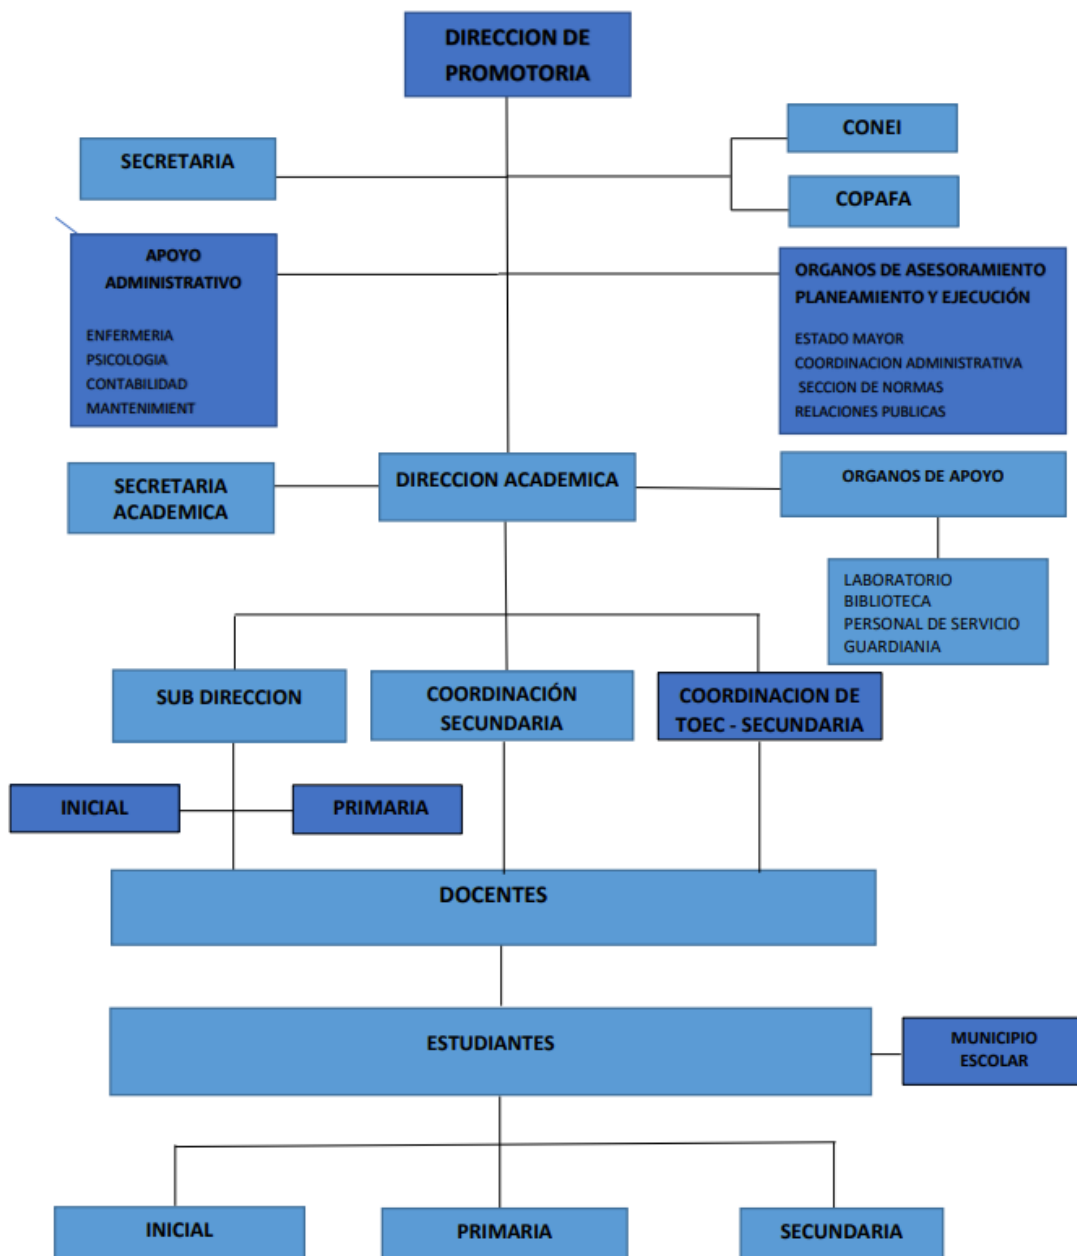 DIRECCION DE
PROMOTORIA
SECRETARIA
CONEI
COPAFA
APOYO
ADMINISTRATIVO
ENFERMERIA
PSICOLOGIA
CONTABILIDAD
MANTENIMIENT
ORGANOS DE ASESORAMIENTO
PLANEAMIENTO Y EJECUCIÓN
ESTADO MAYOR
COORDINACION ADMINISTRATIVA
SECCION DE NORMAS
RELACIONES PUBLICAS
SECRETARIA
ACADEMICA
DIRECCION ACADEMICA
ORGANOS DE APOYO
LABORATORIO
BIBLIOTECA
PERSONAL DE SERVICIO
GUARDIANIA
SUB DIRECCION
COORDINACIÓN
SECUNDARIA
COORDINACION DE
TOEC - SECUNDARIA
INICIAL
PRIMARIA
DOCENTES
ESTUDIANTES
MUNICIPIO
ESCOLAR
INICIAL
PRIMARIA
SECUNDARIA